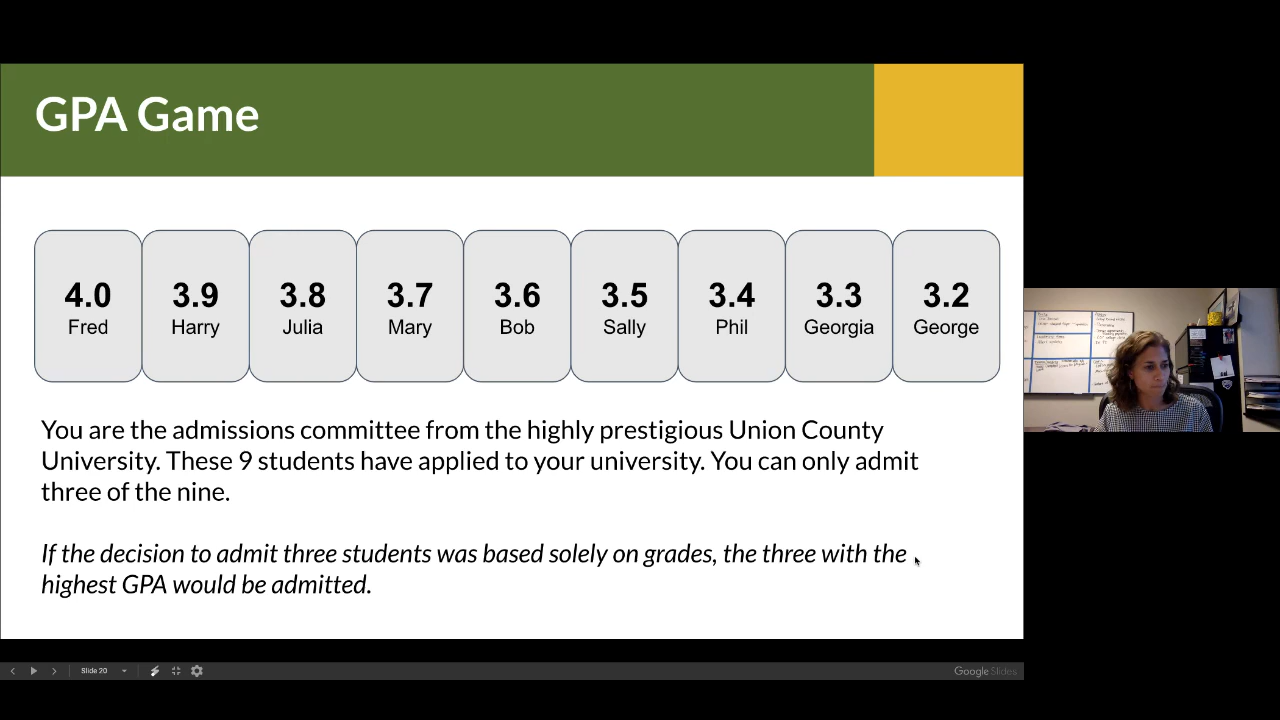 GPA Game
4.0 3.9 3.8 3.7 3.6 3.5 3.4 3.3 3.2
Fred Harry Julia Mary Bob Sally Phil Georgia George
You are the admissions committee from the highly prestigious Union County
University. These 9 students have applied to your university. You can only admit
three of the nine.
If the decision to admit three students was based solely on grades, the three with the
highest GPA would be admitted.
Slide 20
Google Slides